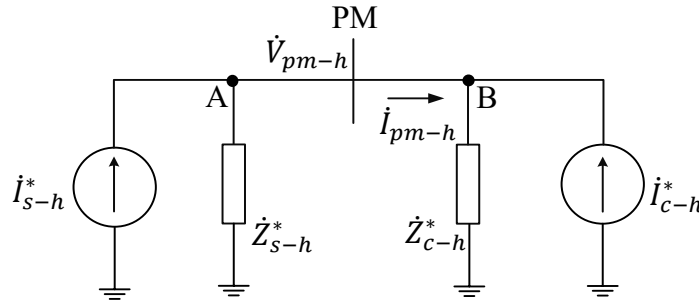 PM
V̇pm−h
A
B
İpm−h
İ*s−h
Ż*s−h
Ż*c−h
İ*c−h